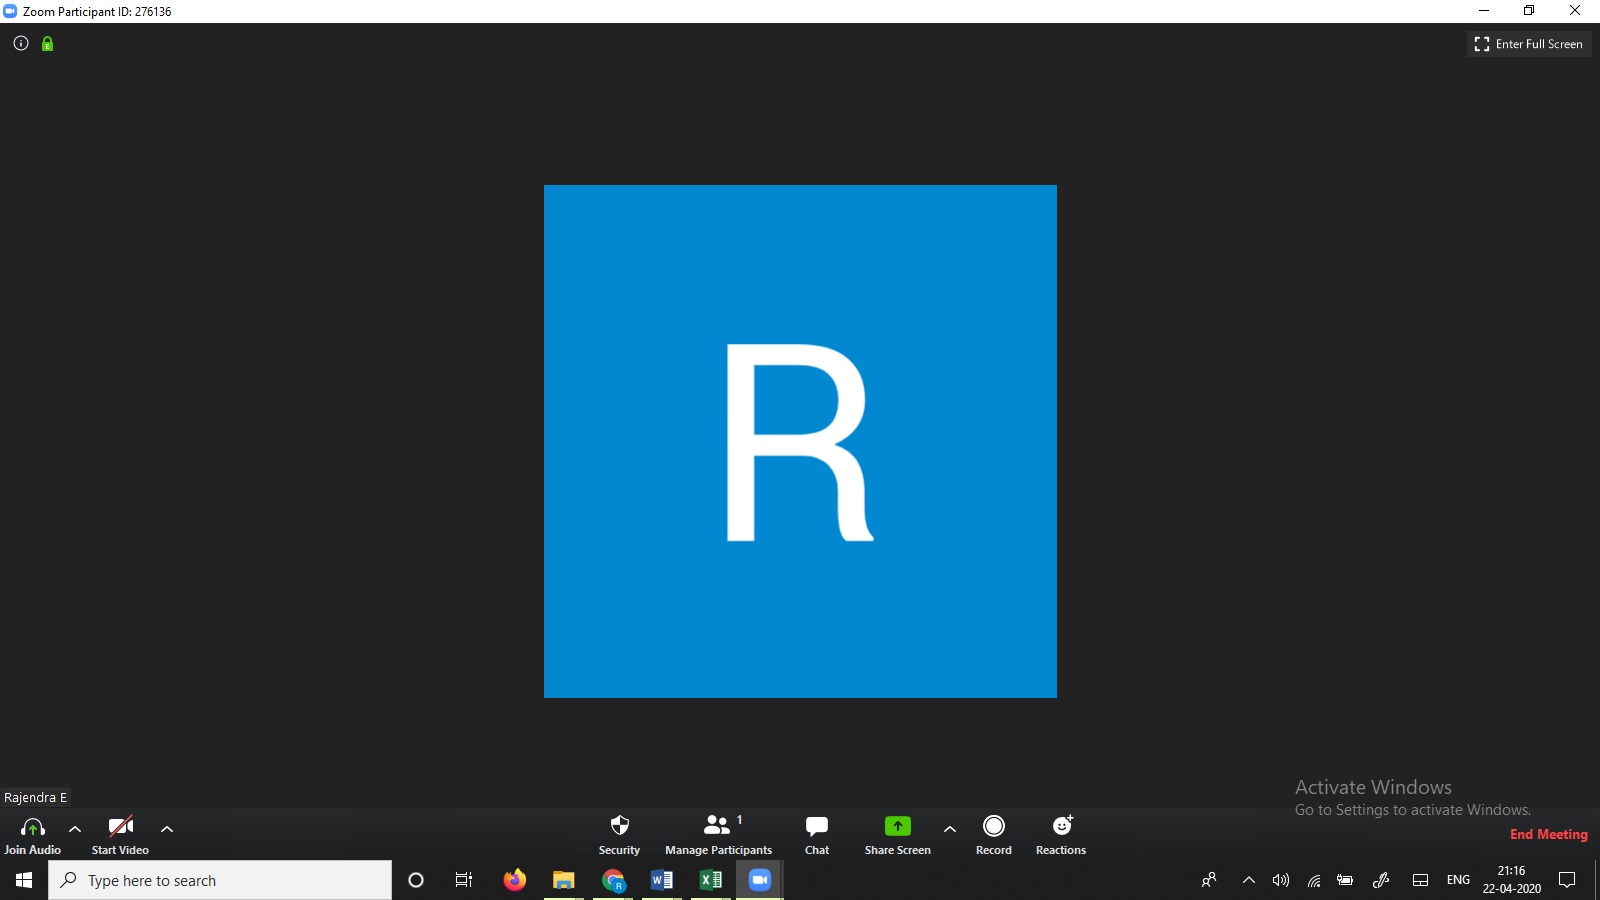 Zoom Participant ID: 276136
Enter Full Screen
R
Rajendra E
Activate Windows
Go to Settings to activate Windows.
Join Audio
Start Video
Security
1
Manage Participants
Chat
Share Screen
Record
Reactions
End Meeting
Type here to search
R
ENG
21:16
22-04-2020